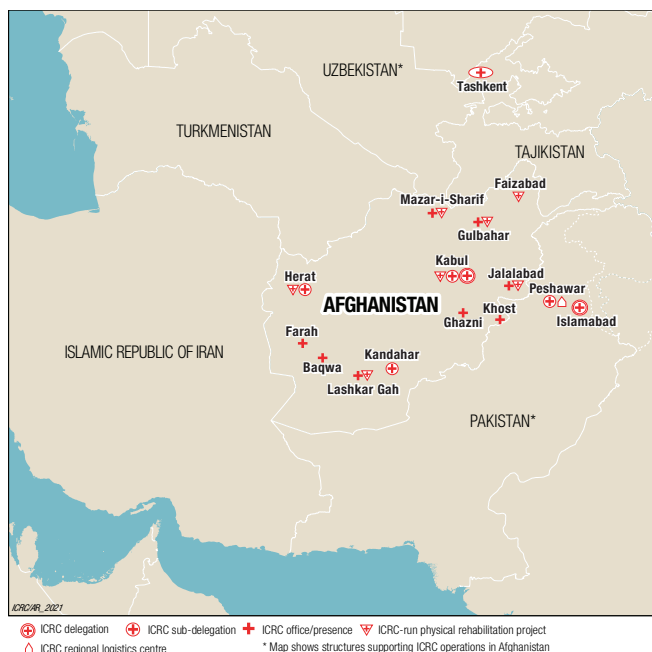 UZBEKISTAN*
Tashkent
TURKMENISTAN
TAJIKISTAN
Faizabad
Mazar-i-Sharif
Gulbahar
Kabul
Jalalabad
Herat
Peshawar
AFGHANISTAN
Khost
Ghazni
Islamabad
Farah
ISLAMIC REPUBLIC OF IRAN
Kandahar
Baqwa
Lashkar Gah
PAKISTAN*
ICRC/AR_2021
ICRC delegation ICRC sub-delegation ICRC office/presence ICRC-run physical rehabilitation project
ICRC regional logistics centre * Map shows structures supporting ICRC operations in Afghanistan